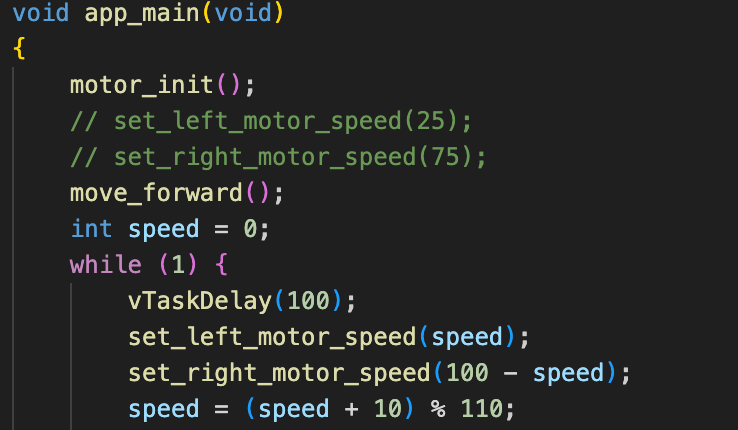 void app_main(void)
{
    motor_init();
    // set_left_motor_speed(25);
    // set_right_motor_speed(75);
    move_forward();
    int speed = 0;
    while (1) {
        vTaskDelay(100);
        set_left_motor_speed(speed);
        set_right_motor_speed(100 - speed);
        speed = (speed + 10) % 110;